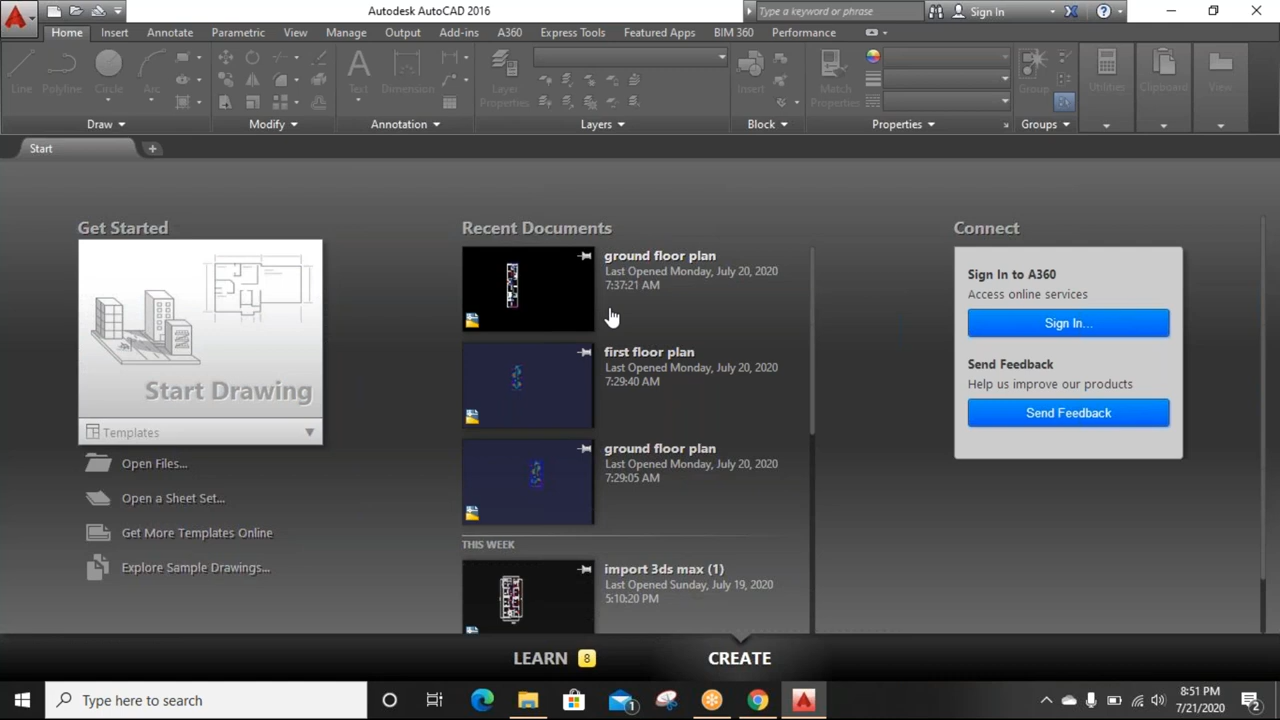 Autodesk AutoCAD 2016
Type a keyword or phrase
Sign In
Home Insert Annotate Parametric View Manage Output Add-ins A360 Express Tools Featured Apps BIM 360 Performance
Line Polyline Circle Arc Text Dimension Layer Properties Insert Match Properties Group Utilities Clipboard View
Draw Modify Annotation Layers Block Properties Groups
Start
Get Started
Start Drawing
Templates
Open Files...
Open a Sheet Set...
Get More Templates Online
Explore Sample Drawings...
Recent Documents
ground floor plan
Last Opened Monday, July 20, 2020
7:37:21 AM
first floor plan
Last Opened Monday, July 20, 2020
7:29:40 AM
ground floor plan
Last Opened Monday, July 20, 2020
7:29:05 AM
THIS WEEK
import 3ds max (1)
Last Opened Sunday, July 19, 2020
5:10:20 PM
Connect
Sign In to A360
Access online services
Sign In...
Send Feedback
Help us improve our products
Send Feedback
LEARN 8 CREATE
Type here to search
1
8:51 PM
7/21/2020
2